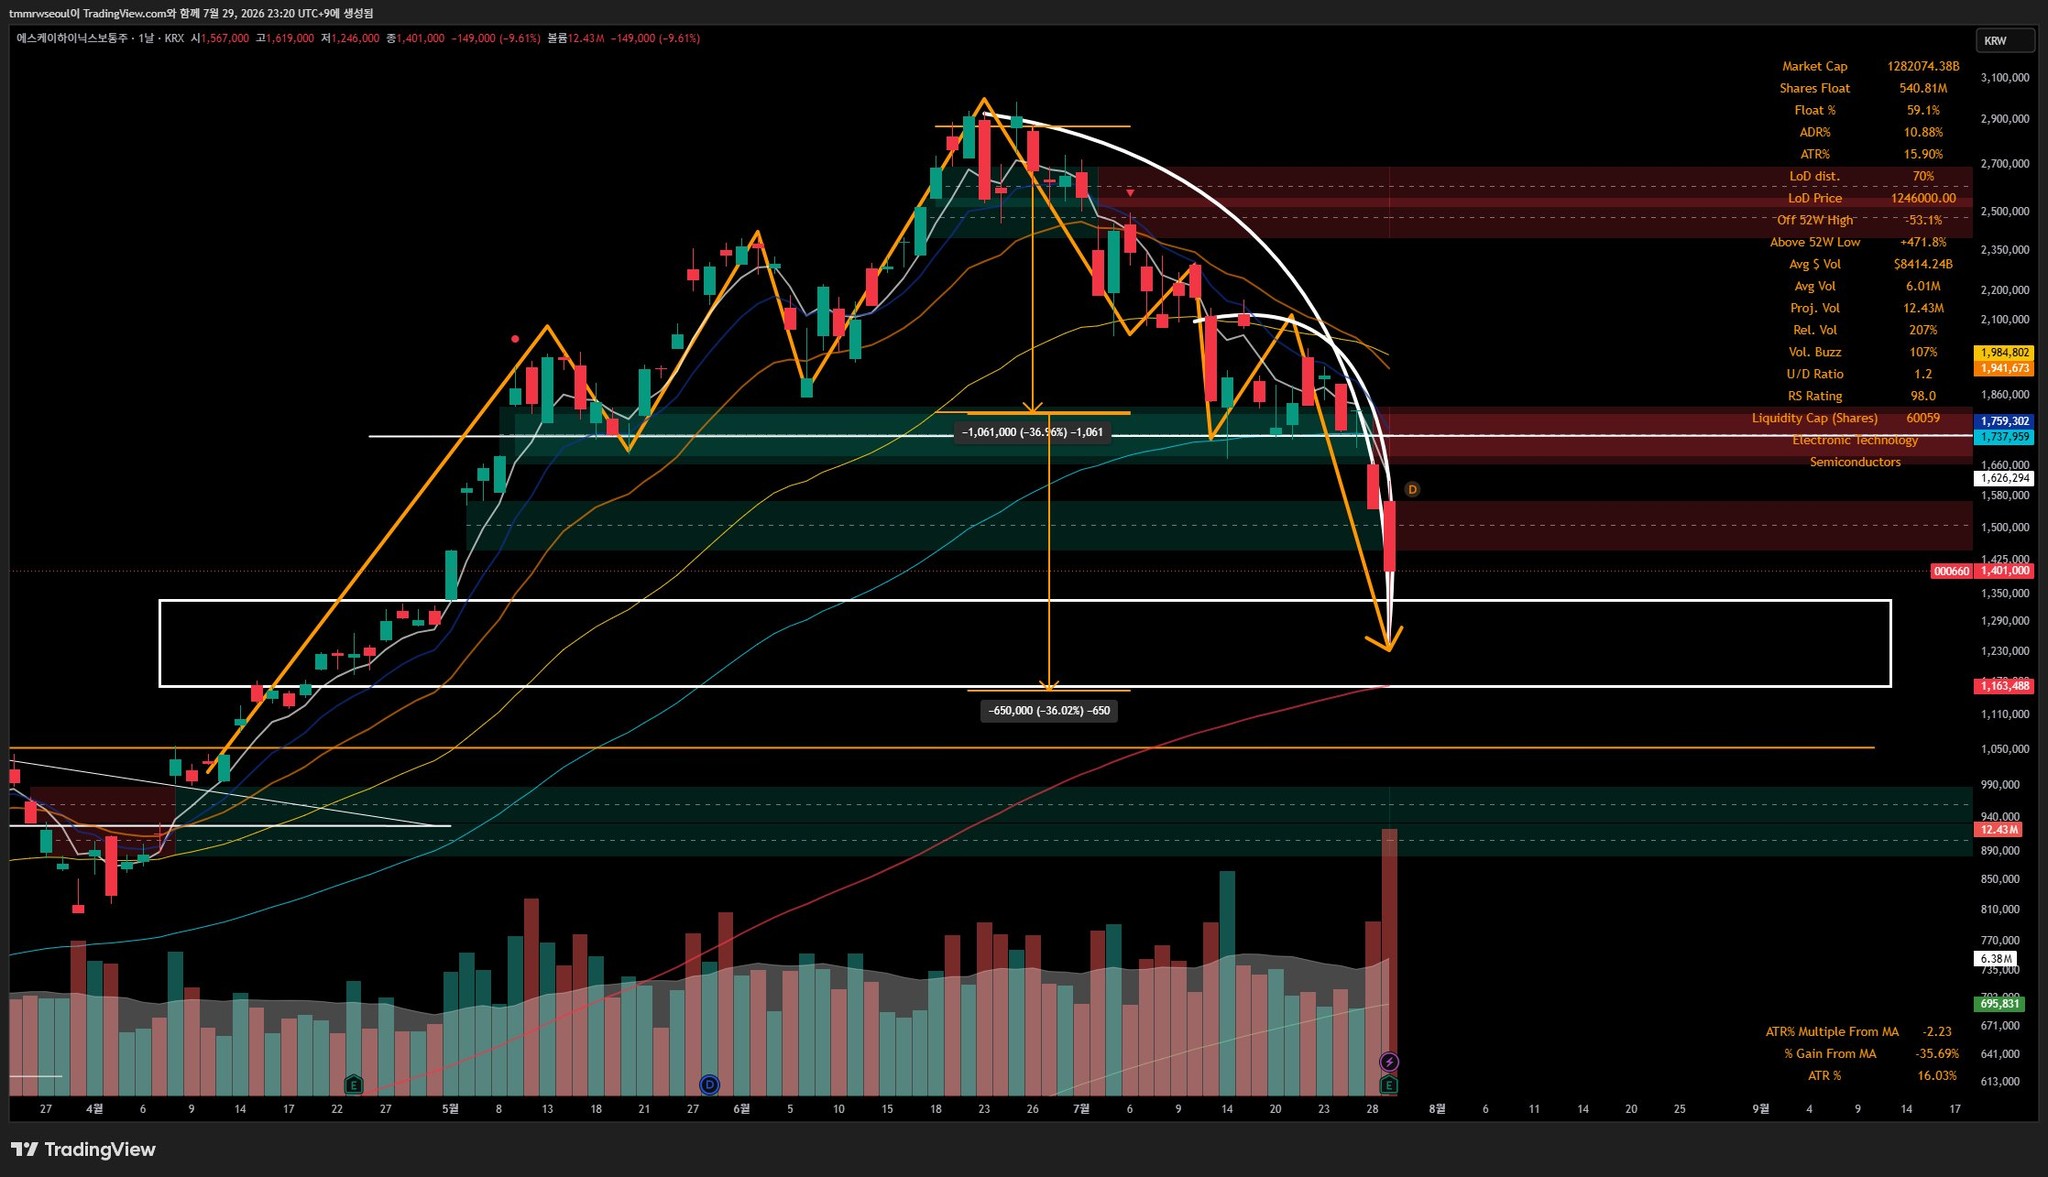 tmmrwseoul이 TradingView.com와 함께 7월 29, 2026 23:20 UTC+9에 생성됨
에스케이하이닉스보통주 · 1날 · KRX 시1,567,000 고1,619,000 저1,246,000 종1,401,000 −149,000 (−9.61%) 볼륨12.43M −149,000 (−9.61%)
KRW
Market Cap 1282074.38B
Shares Float 540.81M
Float % 59.1%
ADR% 10.88%
ATR% 15.90%
LoD dist. 70%
LoD Price 1246000.00
Off 52W High -53.1%
Above 52W Low +471.8%
Avg $ Vol $8414.24B
Avg Vol 6.01M
Proj. Vol 12.43M
Rel. Vol 207%
Vol. Buzz 107%
U/D Ratio 1.2
RS Rating 98.0
Liquidity Cap (Shares) 60059
Electronic Technology
Semiconductors
3,100,000
2,900,000
2,700,000
2,500,000
2,350,000
2,200,000
2,100,000
1,984,802
1,941,673
1,860,000
1,759,302
1,737,959
1,660,000
1,626,294
1,580,000
1,500,000
1,425,000
000660 1,401,000
1,350,000
1,290,000
1,230,000
1,163,488
1,110,000
1,050,000
990,000
940,000
12.43M
890,000
850,000
810,000
770,000
6.38M
735,000
695,831
671,000
641,000
613,000
−1,061,000 (−36.96%) −1,061
−650,000 (−36.02%) −650
D
ATR% Multiple From MA -2.23
% Gain From MA -35.69%
ATR % 16.03%
E D E
27 4월 6 9 14 17 22 27 5월 8 13 18 21 27 6월 5 10 15 18 23 26 7월 6 9 14 20 23 28 8월 6 11 14 20 25 9월 4 9 14 17
TradingView